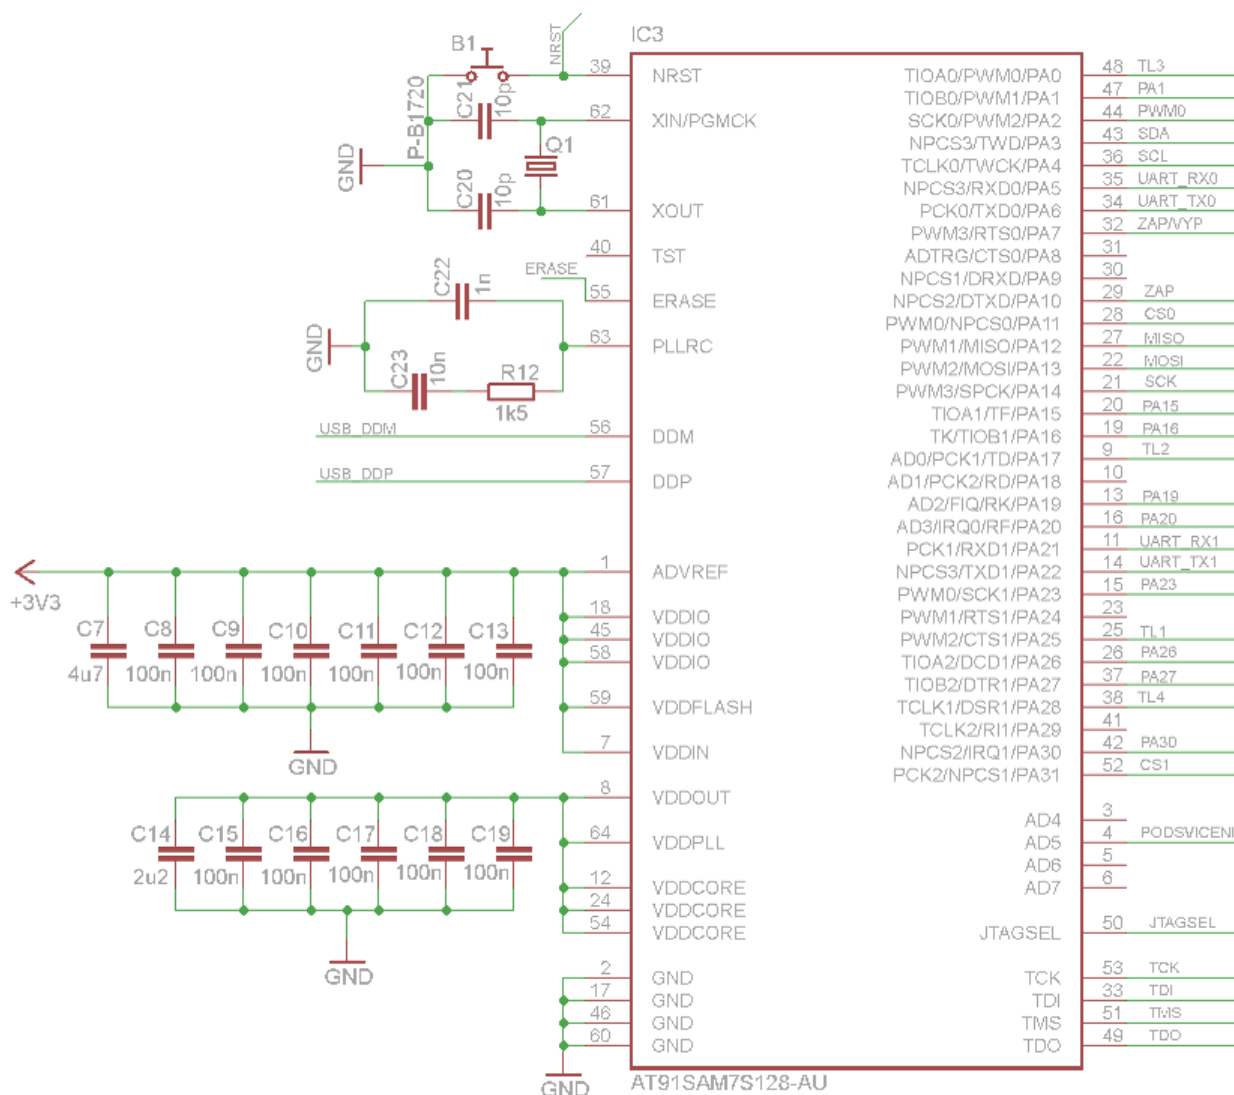 IC3
B1
NRST
P-B1720
C21
10p
Q1
C20
10p
GND
39 NRST
62 XIN/PGMCK
61 XOUT
40 TST
ERASE
55 ERASE
C22
1n
GND
C23
10n
R12
1k5
63 PLLRC
USB_DDM 56 DDM
USB_DDP 57 DDP
+3V3
1 ADVREF
18 VDDIO
45 VDDIO
58 VDDIO
59 VDDFLASH
7 VDDIN
C7 C8 C9 C10 C11 C12 C13
4u7 100n 100n 100n 100n 100n 100n
GND
8 VDDOUT
64 VDDPLL
12 VDDCORE
24 VDDCORE
54 VDDCORE
C14 C15 C16 C17 C18 C19
2u2 100n 100n 100n 100n 100n
GND
2 GND
17 GND
46 GND
60 GND
GND
TIOA0/PWM0/PA0 48 TL3
TIOB0/PWM1/PA1 47 PA1
SCK0/PWM2/PA2 44 PWM0
NPCS3/TWD/PA3 43 SDA
TCLK0/TWCK/PA4 36 SCL
NPCS3/RXD0/PA5 35 UART_RX0
PCK0/TXD0/PA6 34 UART_TX0
PWM3/RTS0/PA7 32 ZAP/VYP
ADTRG/CTS0/PA8 31
NPCS1/DRXD/PA9 30
NPCS2/DTXD/PA10 29 ZAP
PWM0/NPCS0/PA11 28 CS0
PWM1/MISO/PA12 27 MISO
PWM2/MOSI/PA13 22 MOSI
PWM3/SPCK/PA14 21 SCK
TIOA1/TF/PA15 20 PA15
TK/TIOB1/PA16 19 PA16
AD0/PCK1/TD/PA17 9 TL2
AD1/PCK2/RD/PA18 10
AD2/FIQ/RK/PA19 13 PA19
AD3/IRQ0/RF/PA20 16 PA20
PCK1/RXD1/PA21 11 UART_RX1
NPCS3/TXD1/PA22 14 UART_TX1
PWM0/SCK1/PA23 15 PA23
PWM1/RTS1/PA24 23
PWM2/CTS1/PA25 25 TL1
TIOA2/DCD1/PA26 26 PA26
TIOB2/DTR1/PA27 37 PA27
TCLK1/DSR1/PA28 38 TL4
TCLK2/RI1/PA29 41
NPCS2/IRQ1/PA30 42 PA30
PCK2/NPCS1/PA31 52 CS1
AD4 3
AD5 4 PODSVICENI
AD6 5
AD7 6
JTAGSEL 50 JTAGSEL
TCK 53 TCK
TDI 33 TDI
TMS 51 TMS
TDO 49 TDO
AT91SAM7S128-AU